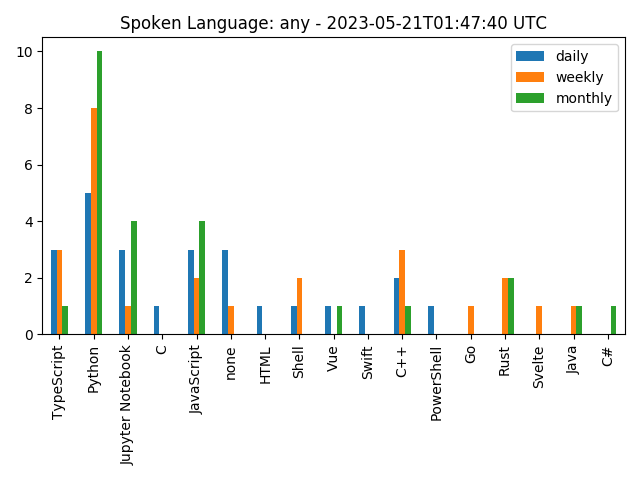 Spoken Language: any - 2023-05-21T01:47:40 UTC
daily
weekly
monthly
10
8
6
4
2
0
TypeScript
Python
Jupyter Notebook
C
JavaScript
none
HTML
Shell
Vue
Swift
C++
PowerShell
Go
Rust
Svelte
Java
C#